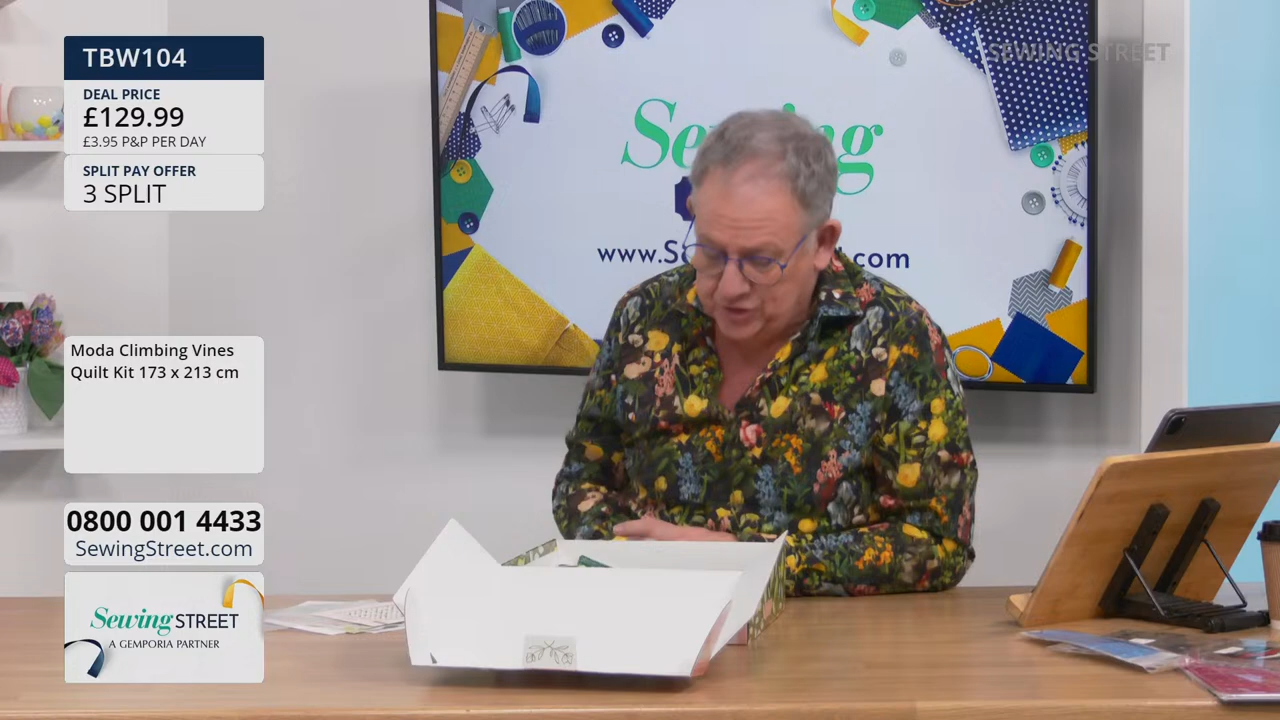 TBW104
DEAL PRICE
£129.99
£3.95 P&P PER DAY
SPLIT PAY OFFER
3 SPLIT
Moda Climbing Vines
Quilt Kit 173 x 213 cm
0800 001 4433
SewingStreet.com
Sewing STREET
A GEMPORIA PARTNER
SEWING STREET